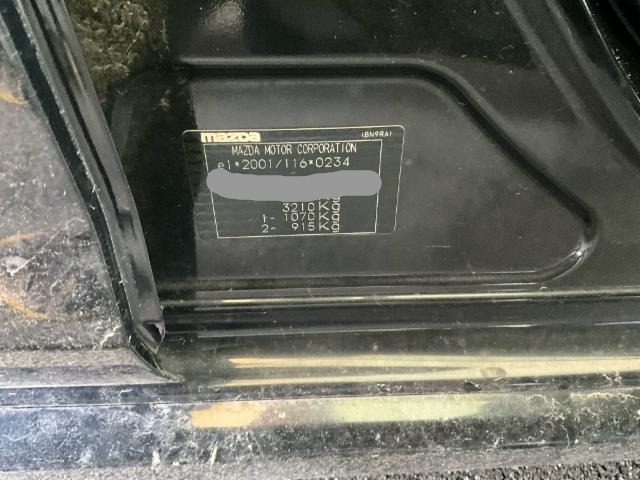 mazda
(BN9RA)
MAZDA MOTOR CORPORATION
e1*2001/116*0234
3210Kg
1- 1070Kg
2- 915Kg